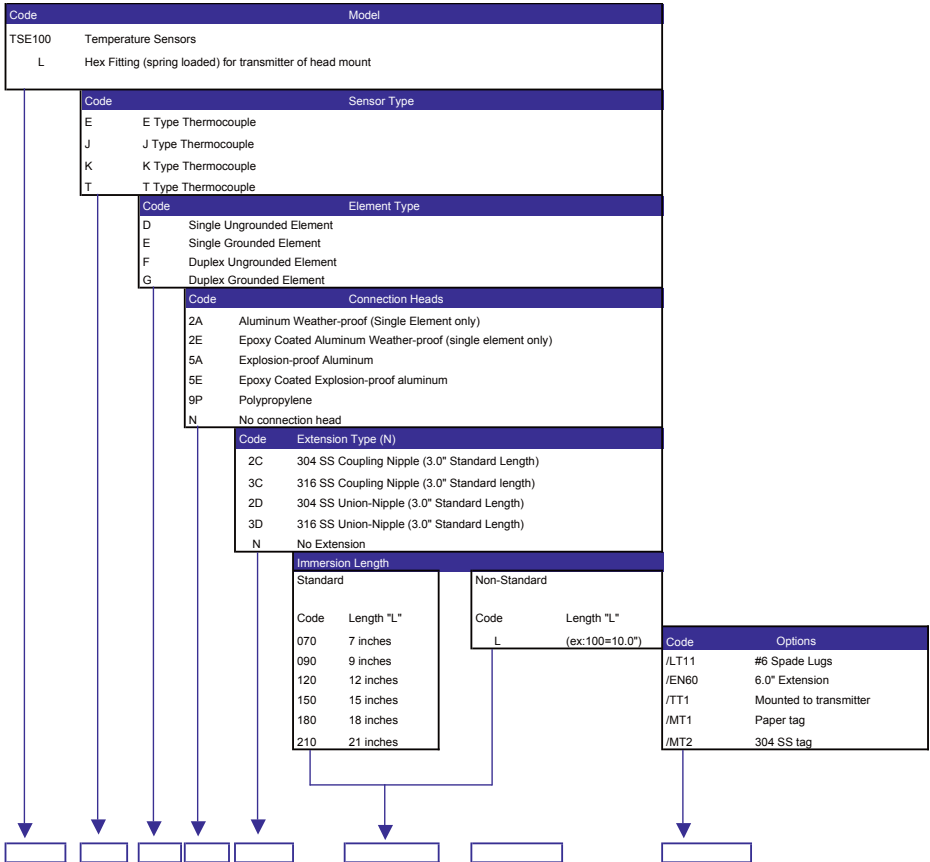 Code Model
TSE100 Temperature Sensors
L Hex Fitting (spring loaded) for transmitter of head mount
Code Sensor Type
E E Type Thermocouple
J J Type Thermocouple
K K Type Thermocouple
T T Type Thermocouple
Code Element Type
D Single Ungrounded Element
E Single Grounded Element
F Duplex Ungrounded Element
G Duplex Grounded Element
Code Connection Heads
2A Aluminum Weather-proof (Single Element only)
2E Epoxy Coated Aluminum Weather-proof (single element only)
5A Explosion-proof Aluminum
5E Epoxy Coated Explosion-proof aluminum
9P Polypropylene
N No connection head
Code Extension Type (N)
2C 304 SS Coupling Nipple (3.0" Standard Length)
3C 316 SS Coupling Nipple (3.0" Standard length)
2D 304 SS Union-Nipple (3.0" Standard Length)
3D 316 SS Union-Nipple (3.0" Standard Length)
N No Extension
Immersion Length
Standard
Code Length "L"
070 7 inches
090 9 inches
120 12 inches
150 15 inches
180 18 inches
210 21 inches
Non-Standard
Code Length "L"
L (ex:100=10.0")
Code Options
/LT11 #6 Spade Lugs
/EN60 6.0" Extension
/TT1 Mounted to transmitter
/MT1 Paper tag
/MT2 304 SS tag